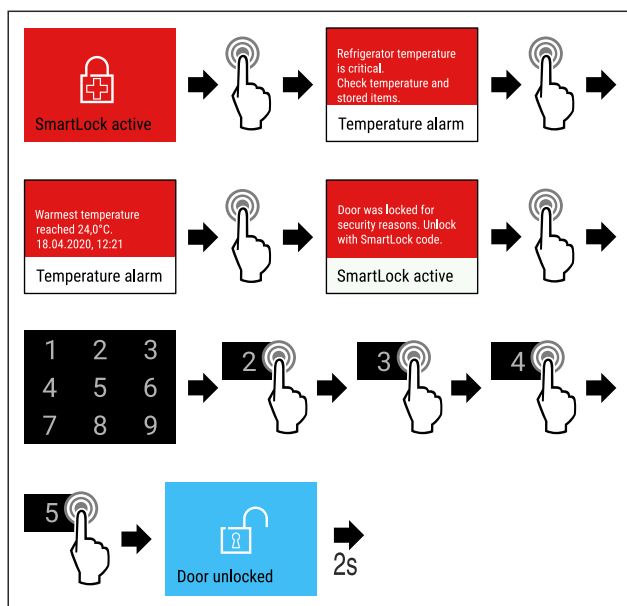 SmartLock active
Refrigerator temperature
is critical.
Check temperature and
stored items.
Temperature alarm
Warmest temperature
reached 24,0°C.
18.04.2020, 12:21
Temperature alarm
Door was locked for
security reasons. Unlock
with SmartLock code.
SmartLock active
1 2 3
4 5 6
7 8 9
2
3
4
5
Door unlocked
2s